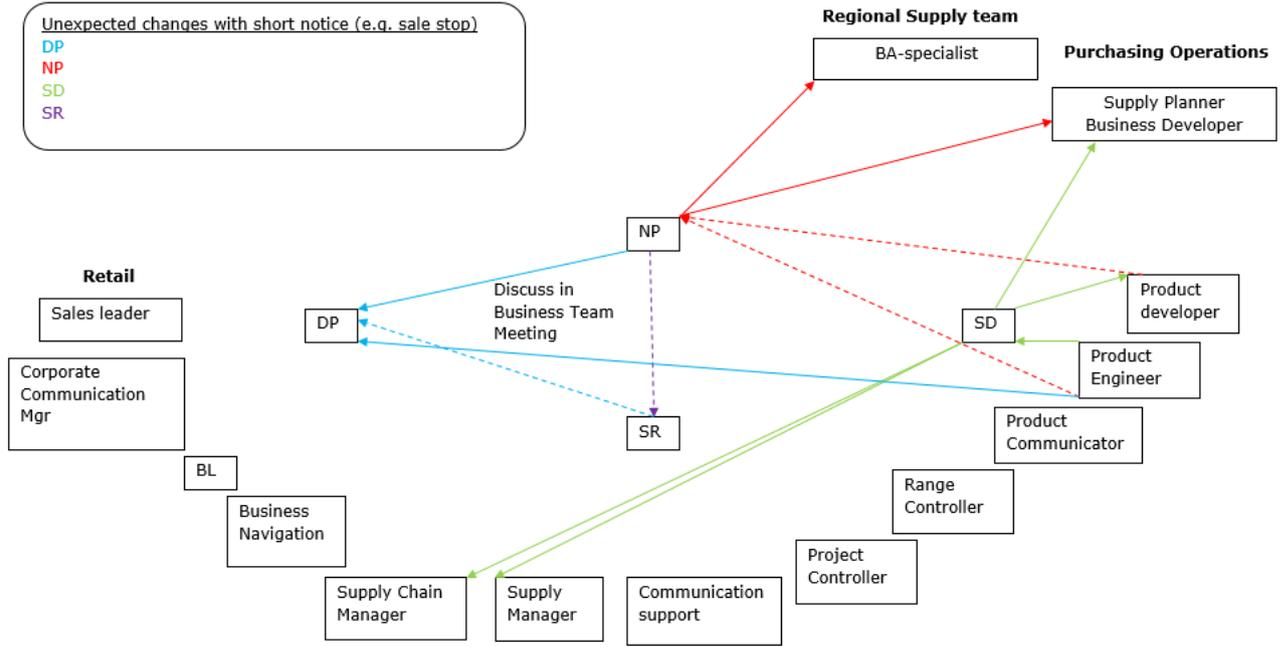 Unexpected changes with short notice (e.g. sale stop)
DP
NP
SD
SR
Regional Supply team
BA-specialist
Purchasing Operations
Supply Planner
Business Developer
NP
Retail
Sales leader
DP
Discuss in
Business Team
Meeting
SD
Product
developer
Product
Engineer
Corporate
Communication
Mgr
SR
Product
Communicator
BL
Range
Controller
Business
Navigation
Project
Controller
Supply Chain
Manager
Supply
Manager
Communication
support